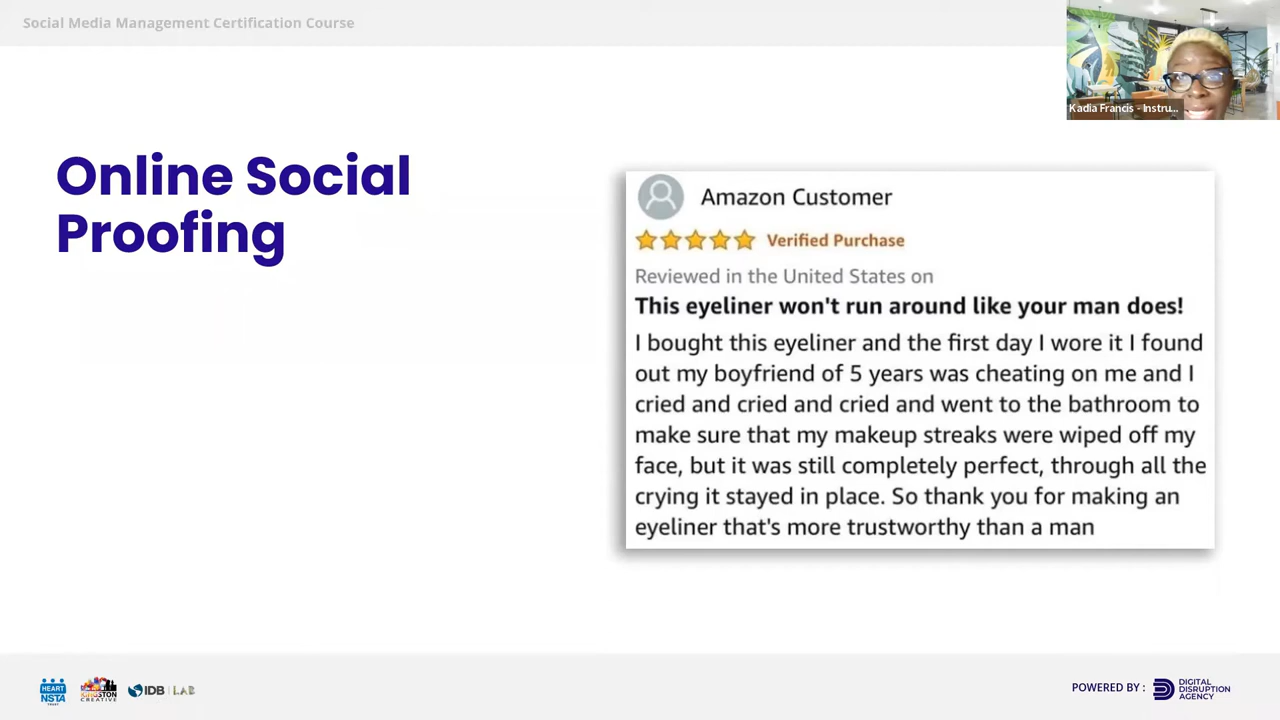 Social Media Management Certification Course
Kadia Francis - Instru...
Online Social
Proofing
Amazon Customer
Verified Purchase
Reviewed in the United States on
This eyeliner won't run around like your man does!
I bought this eyeliner and the first day I wore it I found
out my boyfriend of 5 years was cheating on me and I
cried and cried and cried and went to the bathroom to
make sure that my makeup streaks were wiped off my
face, but it was still completely perfect, through all the
crying it stayed in place. So thank you for making an
eyeliner that's more trustworthy than a man
HEART
NSTA
TRUST
KINGSTON
CREATIVE
IDB | LAB
POWERED BY :
DIGITAL
DISRUPTION
AGENCY